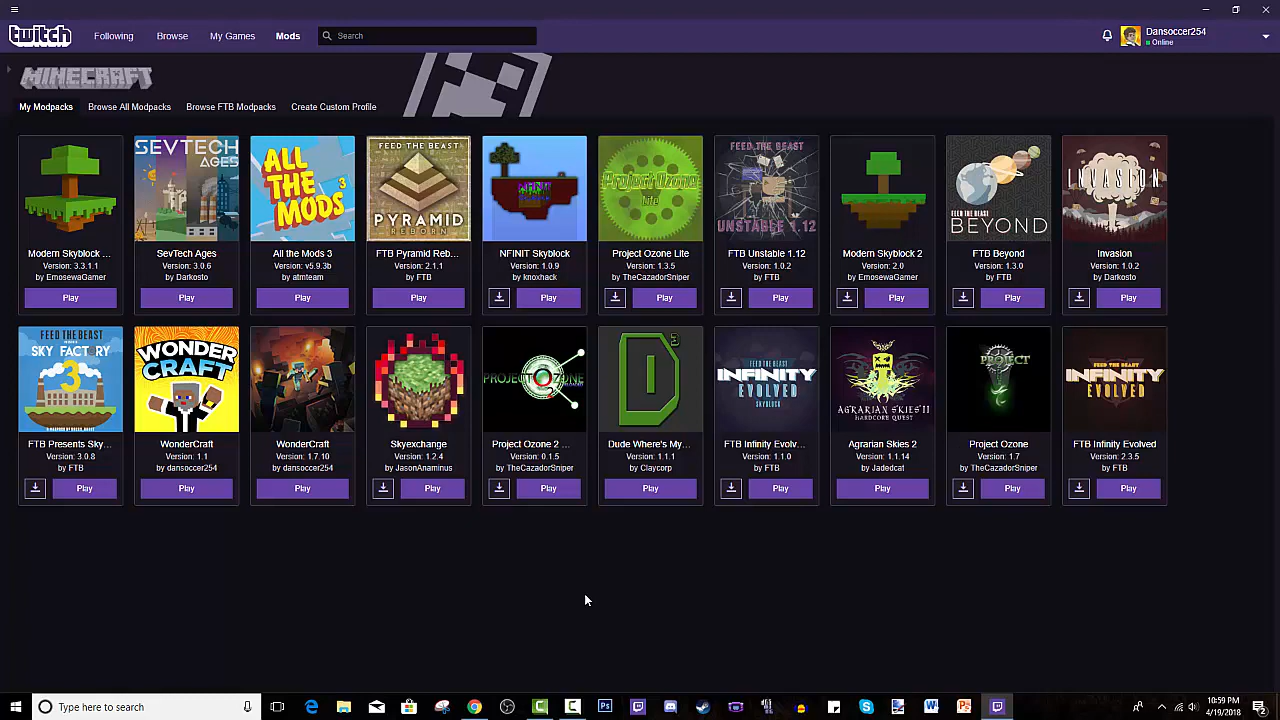 twitch
Following
Browse
My Games
Mods
Search
Dansoccer254
Online
MINECRAFT
My Modpacks
Browse All Modpacks
Browse FTB Modpacks
Create Custom Profile
SEVTECH AGES
ALL THE MODS 3
FEED THE BEAST PYRAMID REBORN
Project Ozone Lite
FEED THE BEAST UNSTABLE 1.12
FEED THE BEAST BEYOND
INVASION
Modern Skyblock ...
Version: 3.3.1.1
by EmosewaGamer
Play
SevTech Ages
Version: 3.0.6
by Darkosto
Play
All the Mods 3
Version: v5.9.3b
by atmteam
Play
FTB Pyramid Reb...
Version: 2.1.1
by FTB
Play
NFINIT Skyblock
Version: 1.0.9
by knoxhack
Play
Project Ozone Lite
Version: 1.3.5
by TheCazadorSniper
Play
FTB Unstable 1.12
Version: 1.0.2
by FTB
Play
Modern Skyblock 2
Version: 2.0
by EmosewaGamer
Play
FTB Beyond
Version: 1.3.0
by FTB
Play
Invasion
Version: 1.0.2
by Darkosto
Play
FEED THE BEAST
SKY FACTORY 3
WONDER CRAFT
PROJECT OZONE
D
3
FEED THE BEAST INFINITY EVOLVED SKYBLOCK
AGRARIAN SKIES II
HARDCORE QUEST
PROJECT
FEED THE BEAST INFINITY EVOLVED
FTB Presents Sky...
Version: 3.0.8
by FTB
Play
WonderCraft
Version: 1.1
by dansoccer254
Play
WonderCraft
Version: 1.7.10
by dansoccer254
Play
Skyexchange
Version: 1.2.4
by JasonAnaminus
Play
Project Ozone 2 ...
Version: 0.1.5
by TheCazadorSniper
Play
Dude Where's My...
Version: 1.1.1
by Claycorp
Play
FTB Infinity Evolv...
Version: 1.1.0
by FTB
Play
Agrarian Skies 2
Version: 1.1.14
by Jadedcat
Play
Project Ozone
Version: 1.7
by TheCazadorSniper
Play
FTB Infinity Evolved
Version: 2.3.5
by FTB
Play
Type here to search
10:59 PM
4/19/2018
2